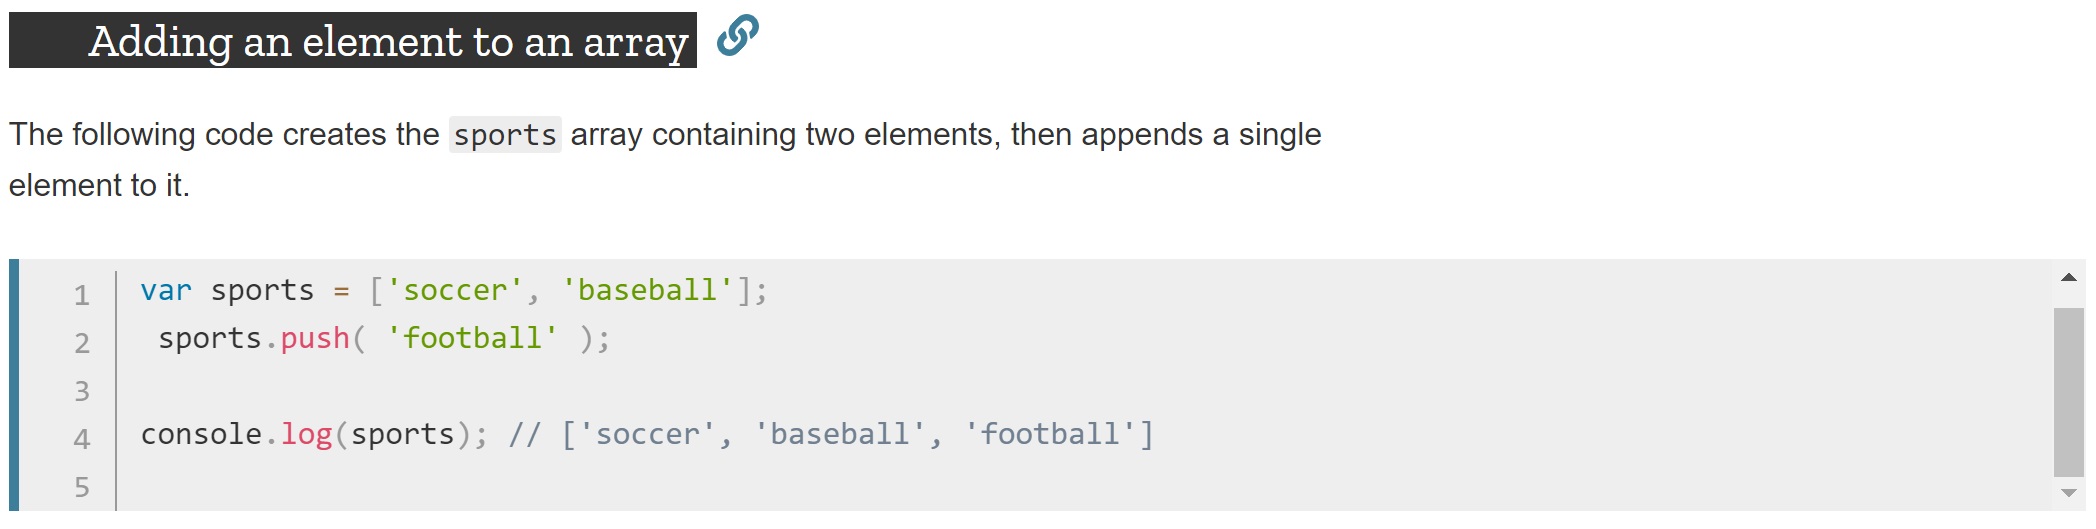 Adding an element to an array
The following code creates the sports array containing two elements, then appends a single
element to it.
1 var sports = ['soccer', 'baseball'];
2  sports.push( 'football' );
3
4 console.log(sports); // ['soccer', 'baseball', 'football']
5